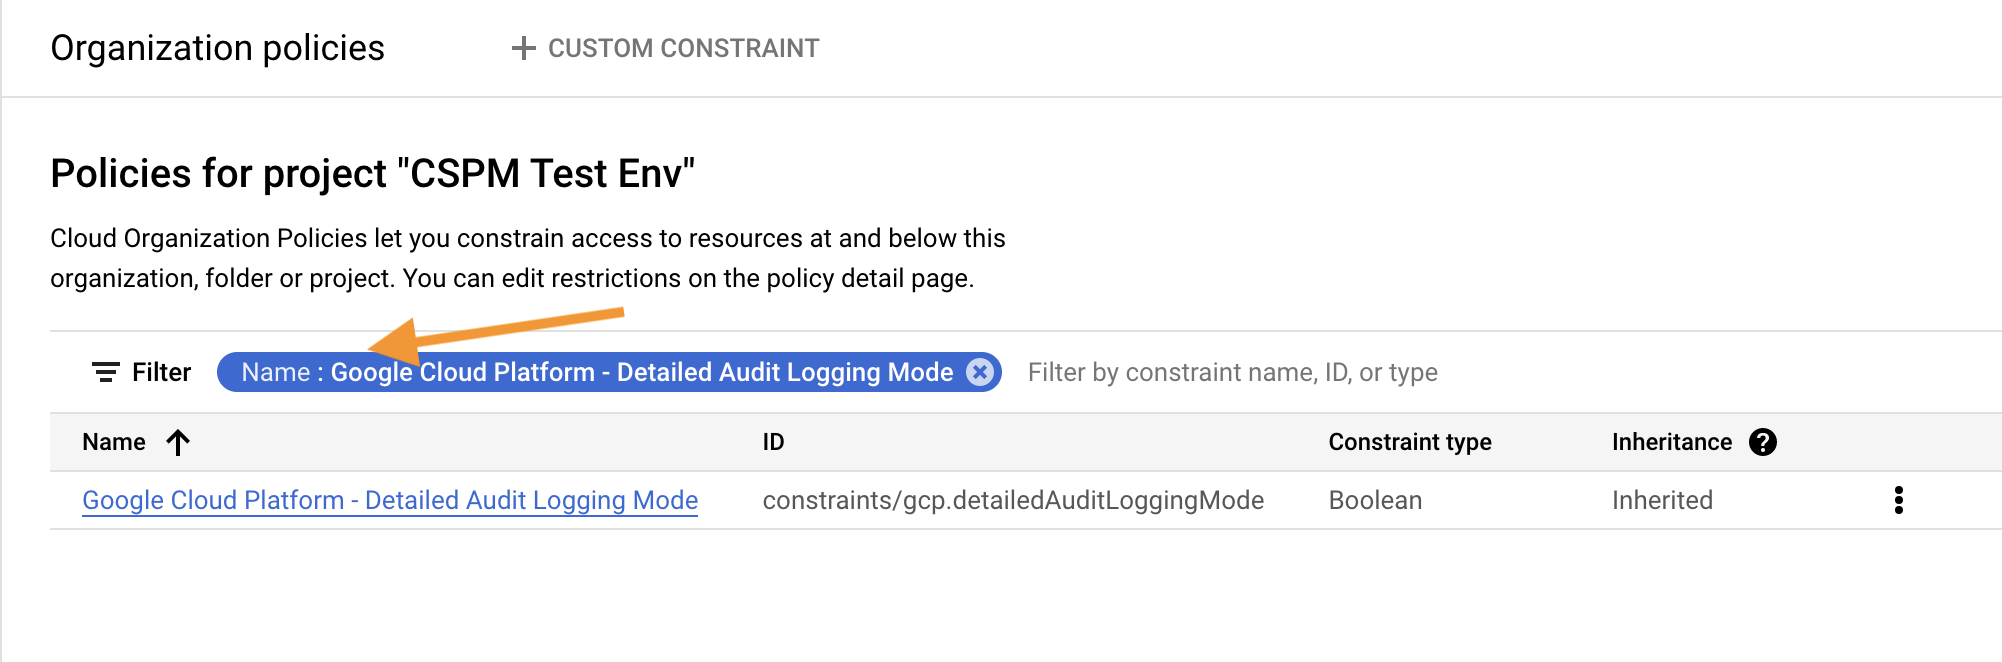 Organization policies
CUSTOM CONSTRAINT
Policies for project "CSPM Test Env"
Cloud Organization Policies let you constrain access to resources at and below this
organization, folder or project. You can edit restrictions on the policy detail page.
Filter Name : Google Cloud Platform - Detailed Audit Logging Mode Filter by constraint name, ID, or type
Name ID Constraint type Inheritance
Google Cloud Platform - Detailed Audit Logging Mode constraints/gcp.detailedAuditLoggingMode Boolean Inherited